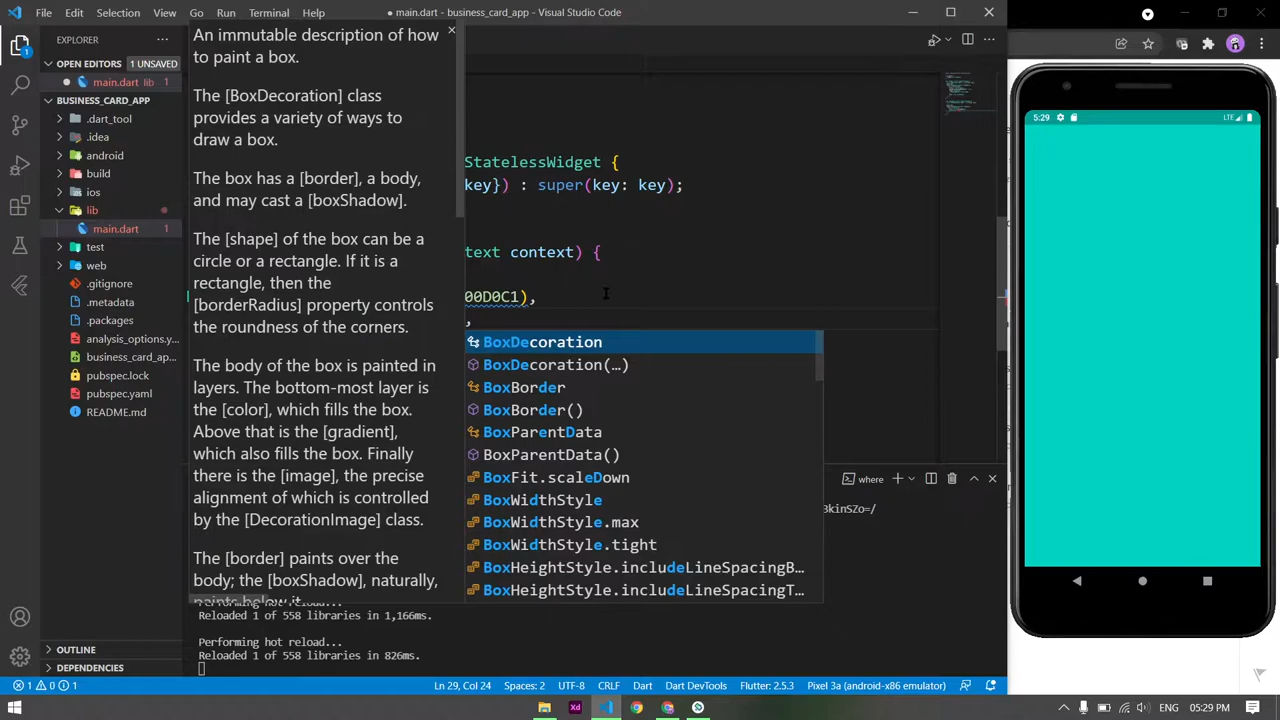 File Edit Selection View Go Run Terminal Help
● main.dart - business_card_app - Visual Studio Code
EXPLORER
OPEN EDITORS 1 UNSAVED
main.dart lib 1
BUSINESS_CARD_APP
.dart_tool
.idea
android
build
ios
lib
main.dart 1
test
web
.gitignore
.metadata
.packages
analysis_options.y...
business_card_ap...
pubspec.lock
pubspec.yaml
README.md
OUTLINE
DEPENDENCIES
An immutable description of how
to paint a box.
The [BoxDecoration] class
provides a variety of ways to
draw a box.
The box has a [border], a body,
and may cast a [boxShadow].
The [shape] of the box can be a
circle or a rectangle. If it is a
rectangle, then the
[borderRadius] property controls
the roundness of the corners.
The body of the box is painted in
layers. The bottom-most layer is
the [color], which fills the box.
Above that is the [gradient],
which also fills the box. Finally
there is the [image], the precise
alignment of which is controlled
by the [DecorationImage] class.
The [border] paints over the
body; the [boxShadow], naturally,
paints below it.
StatelessWidget {
key}) : super(key: key);
text context) {
00D0C1),
,
BoxDecoration
BoxDecoration(…)
BoxBorder
BoxBorder()
BoxParentData
BoxParentData()
BoxFit.scaleDown
BoxWidthStyle
BoxWidthStyle.max
BoxWidthStyle.tight
BoxHeightStyle.includeLineSpacingB...
BoxHeightStyle.includeLineSpacingT...
where
BkinSZo=/
Performing hot reload...
Reloaded 1 of 558 libraries in 1,166ms.
Performing hot reload...
Reloaded 1 of 558 libraries in 826ms.
1 0 1 Ln 29, Col 24 Spaces: 2 UTF-8 CRLF Dart Dart DevTools Flutter: 2.5.3 Pixel 3a (android-x86 emulator)
5:29 LTE
Xd
ENG 05:29 PM